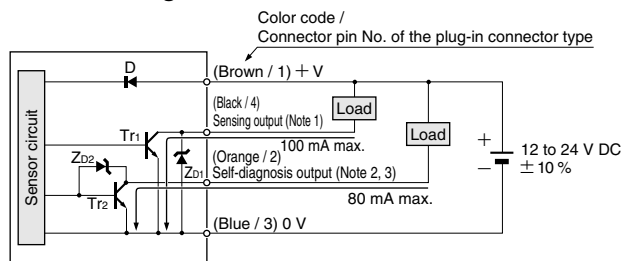 Color code /
Connector pin No. of the plug-in connector type
D
(Brown / 1) + V
(Black / 4)
Sensing output (Note 1)
Load
Load
Tr1
100 mA max.
ZD2
ZD1
(Orange / 2)
Self-diagnosis output (Note 2, 3)
Tr2
80 mA max.
Sensor circuit
+
−
12 to 24 V DC
± 10 %
(Blue / 3) 0 V